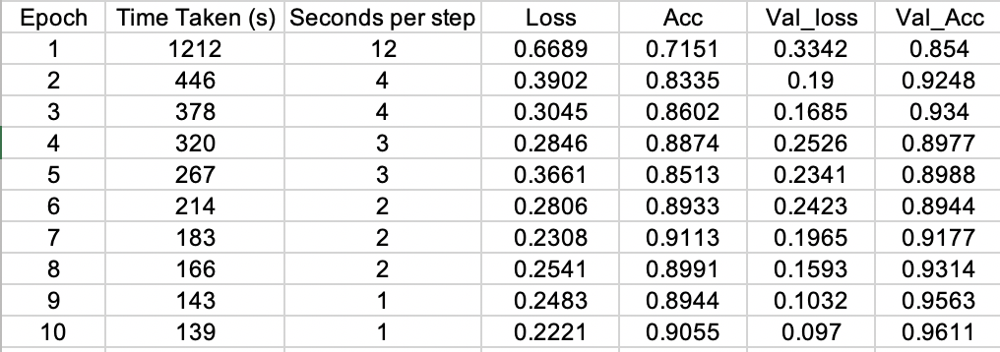 Epoch Time Taken (s) Seconds per step Loss Acc Val_loss Val_Acc
1 1212 12 0.6689 0.7151 0.3342 0.854
2 446 4 0.3902 0.8335 0.19 0.9248
3 378 4 0.3045 0.8602 0.1685 0.934
4 320 3 0.2846 0.8874 0.2526 0.8977
5 267 3 0.3661 0.8513 0.2341 0.8988
6 214 2 0.2806 0.8933 0.2423 0.8944
7 183 2 0.2308 0.9113 0.1965 0.9177
8 166 2 0.2541 0.8991 0.1593 0.9314
9 143 1 0.2483 0.8944 0.1032 0.9563
10 139 1 0.2221 0.9055 0.097 0.9611